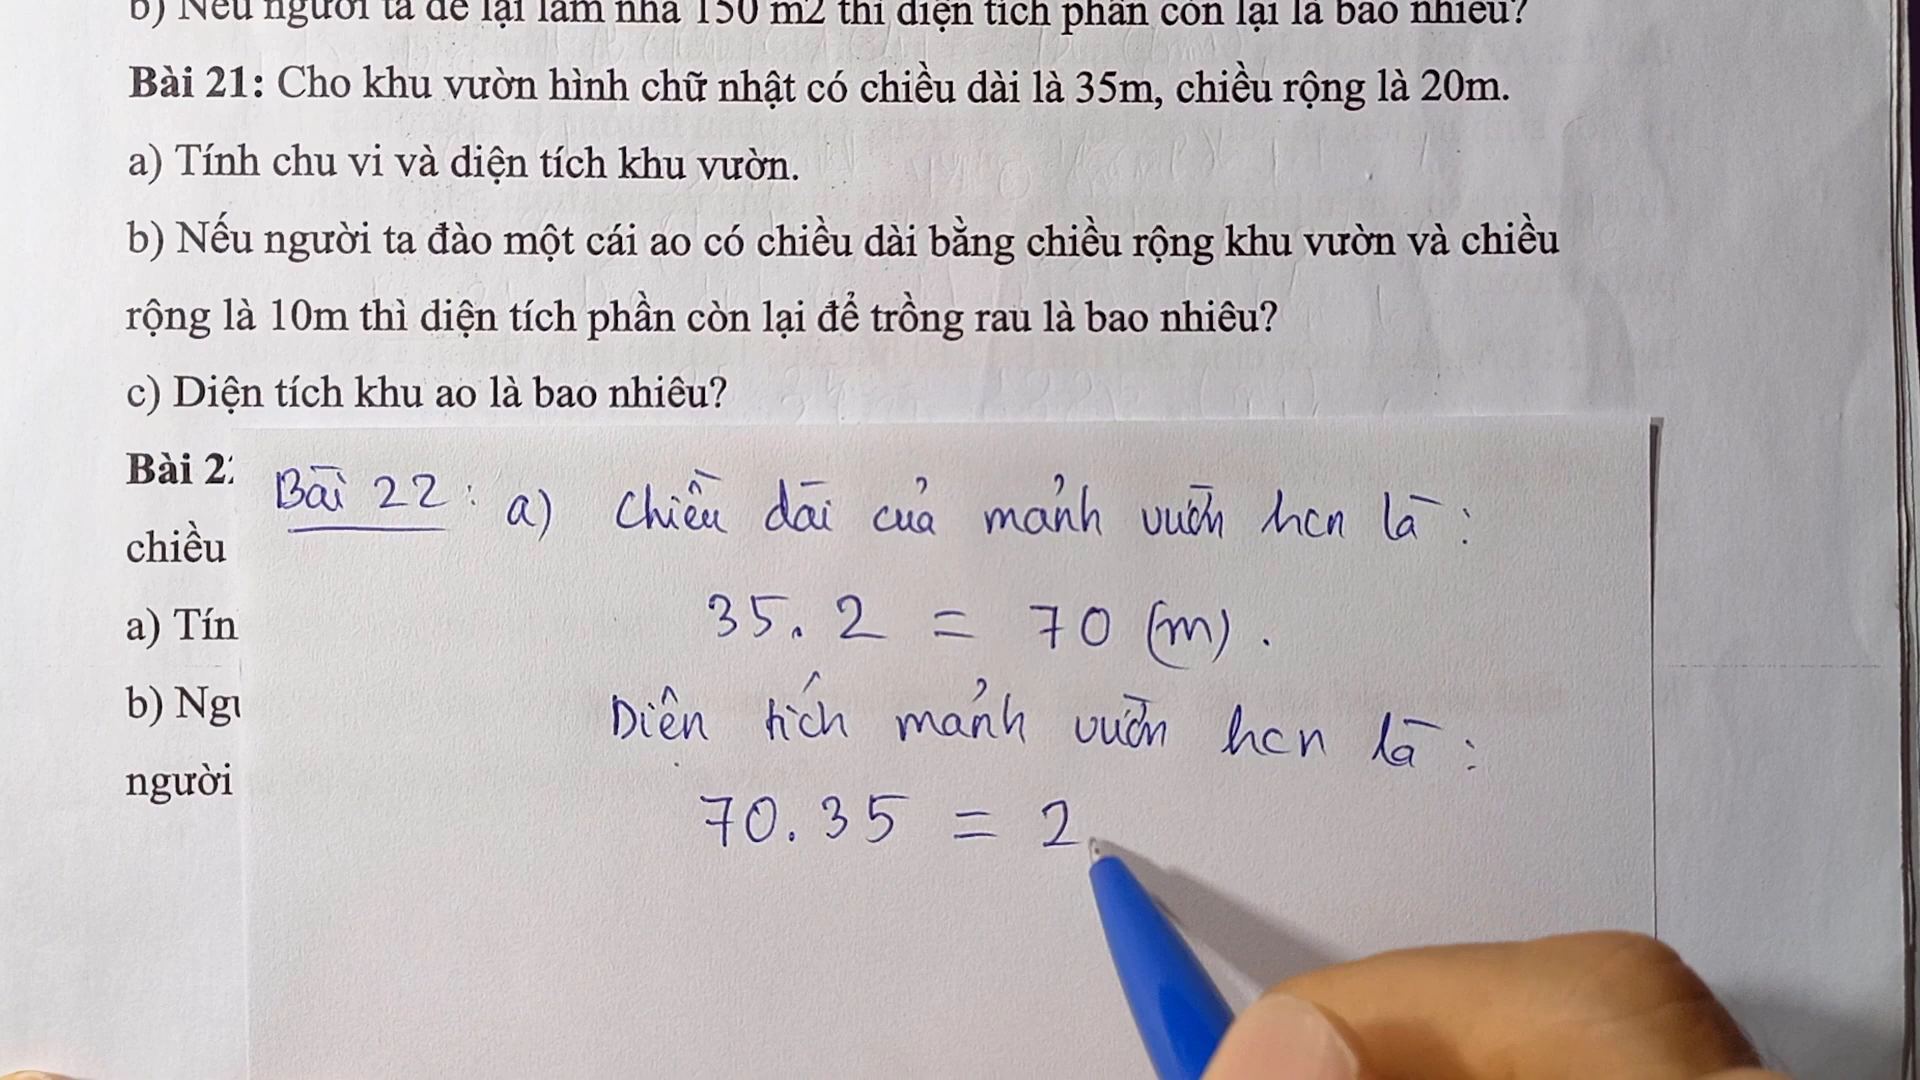 b) Nếu người ta để lại làm nhà 150 m2 thì diện tích phần còn lại là bao nhiêu?
Bài 21: Cho khu vườn hình chữ nhật có chiều dài là 35m, chiều rộng là 20m.
a) Tính chu vi và diện tích khu vườn.
b) Nếu người ta đào một cái ao có chiều dài bằng chiều rộng khu vườn và chiều
rộng là 10m thì diện tích phần còn lại để trồng rau là bao nhiêu?
c) Diện tích khu ao là bao nhiêu?
Bài 2
chiều
a) Tín
b) Ngư
người
Bài 22: a) Chiều dài của mảnh vườn hcn là:
35. 2 = 70 (m).
Diện tích mảnh vườn hcn là:
70. 35 = 2